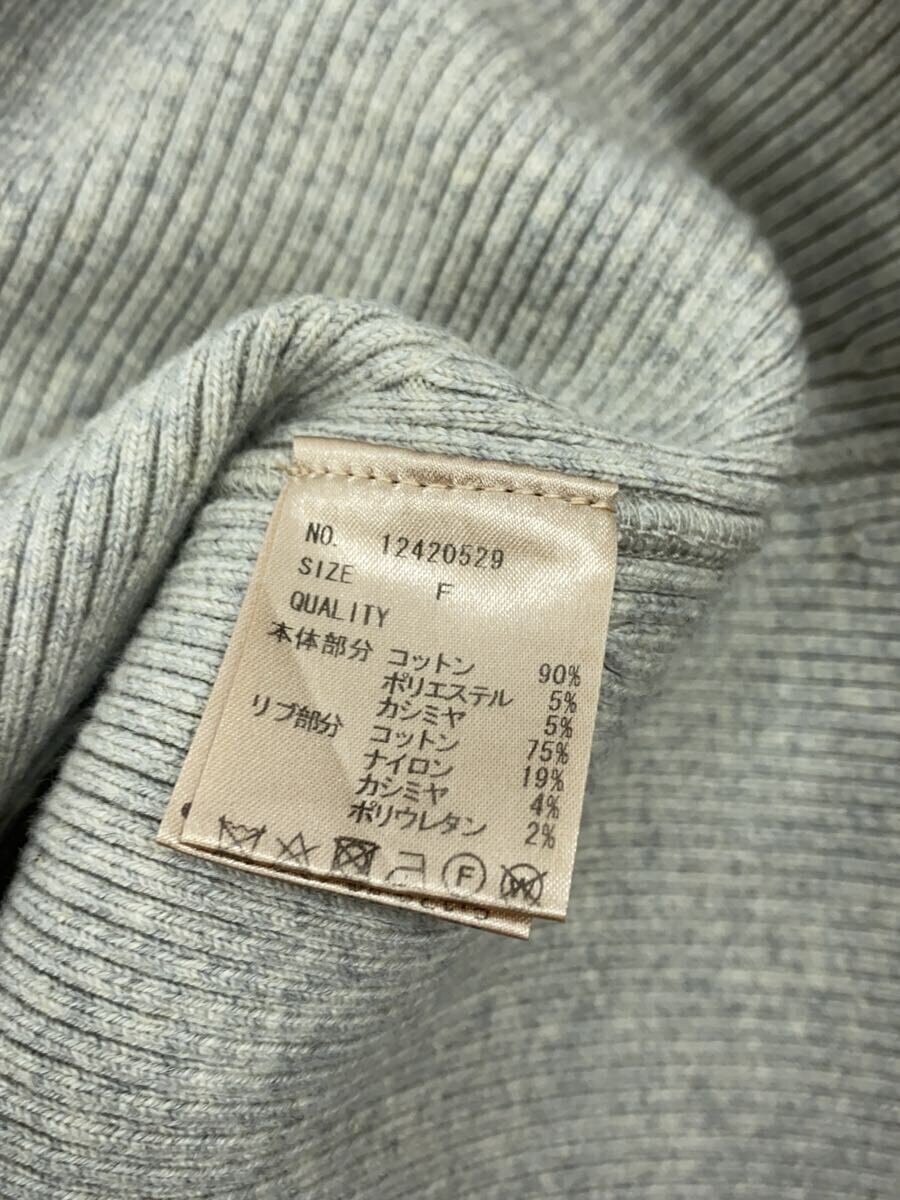 NO. 12420529
SIZE F
QUALITY
本体部分 コットン 90%
ポリエステル 5%
カシミヤ 5%
リブ部分 コットン 75%
ナイロン 19%
カシミヤ 4%
ポリウレタン 2%
F W